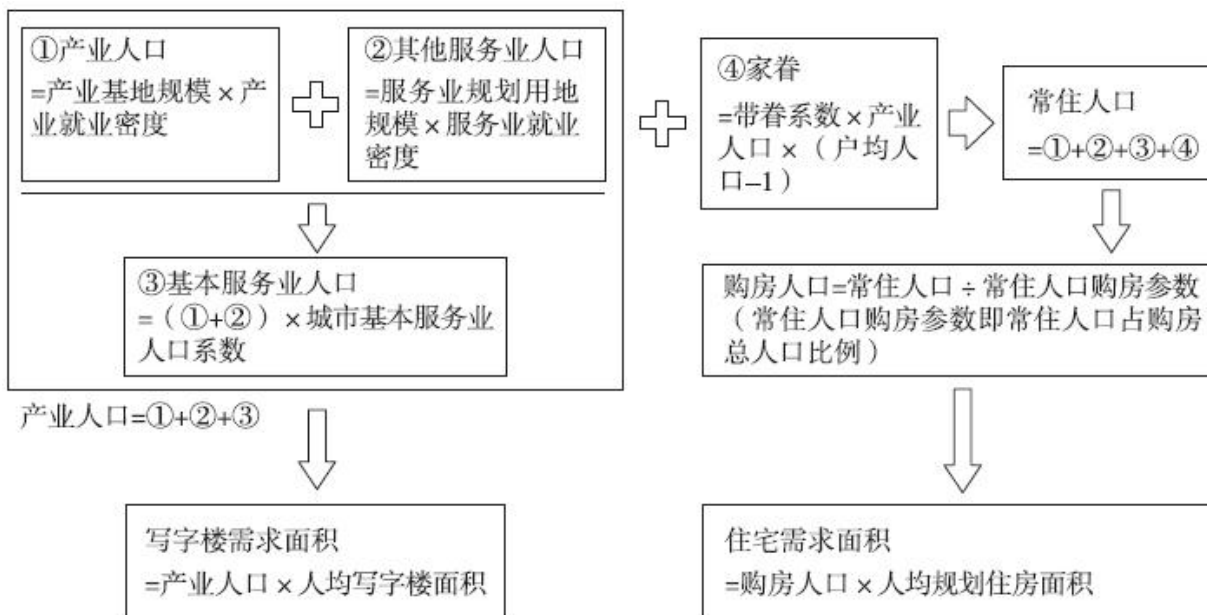 ①产业人口
=产业基地规模×产
业就业密度
②其他服务业人口
=服务业规划用地
规模×服务业就业
密度
④家眷
=带眷系数×产业
人口×（户均人
口–1）
常住人口
=①+②+③+④
③基本服务业人口
=（①+②）×城市基本服务业
人口系数
购房人口=常住人口÷常住人口购房参数
（常住人口购房参数即常住人口占购房
总人口比例）
产业人口=①+②+③
写字楼需求面积
=产业人口×人均写字楼面积
住宅需求面积
=购房人口×人均规划住房面积